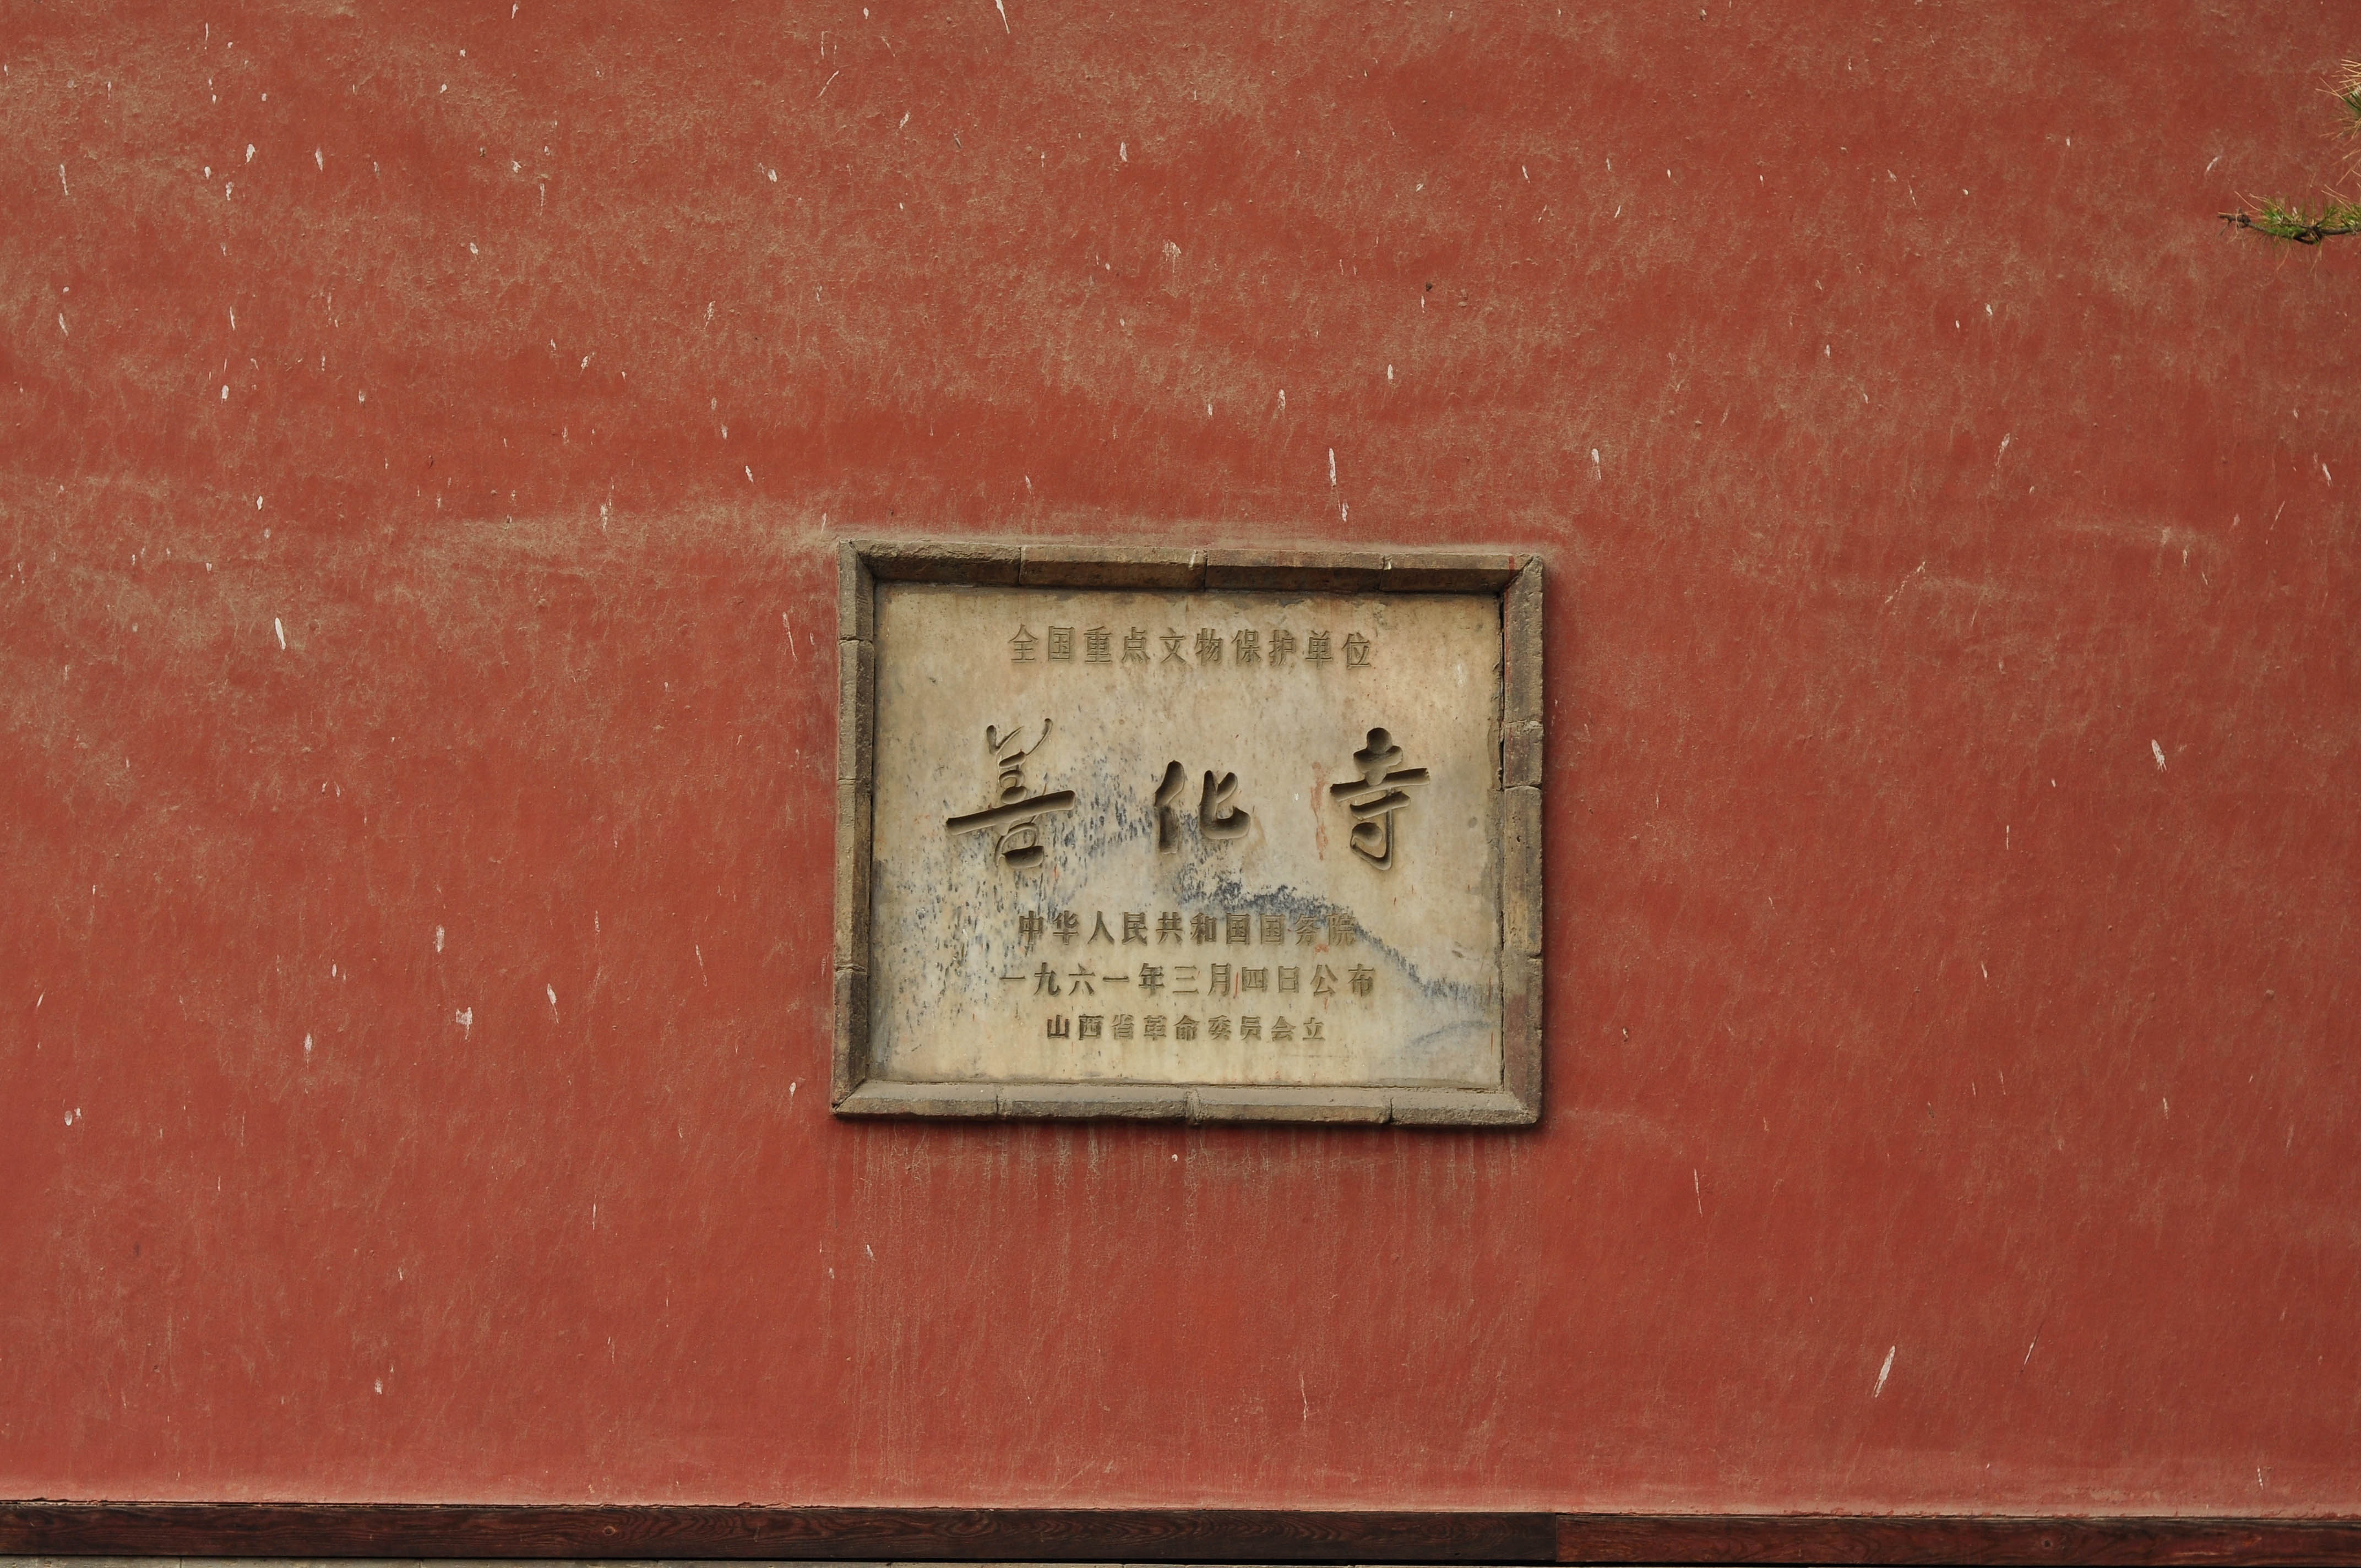 全国重点文物保护单位
善化寺
中华人民共和国国务院
一九六一年三月四日公布
山西省革命委员会立